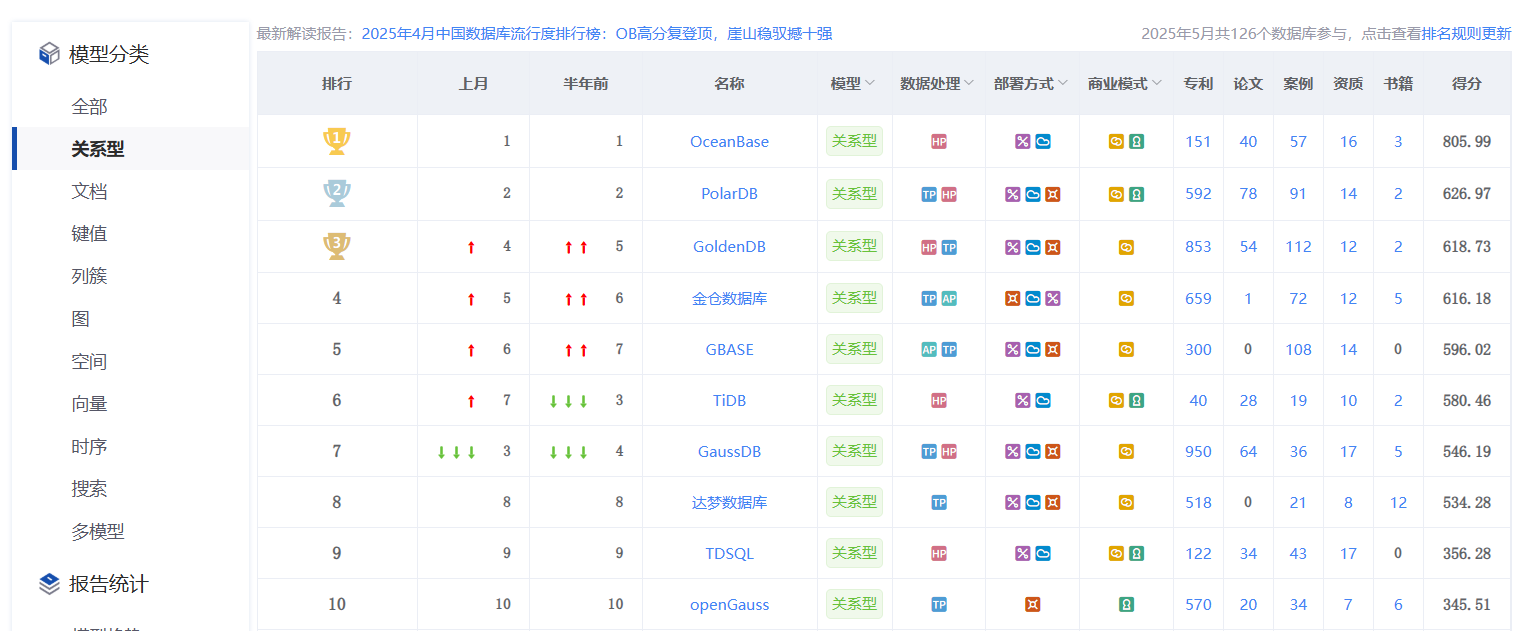 最新解读报告：2025年4月中国数据库流行度排行榜：OB高分复登顶，崖山稳驭撼十强 2025年5月共126个数据库参与，点击查看排名规则更新
模型分类
全部
关系型
文档
键值
列簇
图
空间
向量
时序
搜索
多模型
报告统计
排行 上月 半年前 名称 模型 数据处理 部署方式 商业模式 专利 论文 案例 资质 书籍 得分
1 1 1 OceanBase 关系型 HP 151 40 57 16 3 805.99
2 2 2 PolarDB 关系型 TP HP 592 78 91 14 2 626.97
3 4 5 GoldenDB 关系型 HP TP 853 54 112 12 2 618.73
4 5 6 金仓数据库 关系型 TP AP 659 1 72 12 5 616.18
5 6 7 GBASE 关系型 AP TP 300 0 108 14 0 596.02
6 7 3 TiDB 关系型 HP 40 28 19 10 2 580.46
7 3 4 GaussDB 关系型 TP HP 950 64 36 17 5 546.19
8 8 8 达梦数据库 关系型 TP 518 0 21 8 12 534.28
9 9 9 TDSQL 关系型 HP 122 34 43 17 0 356.28
10 10 10 openGauss 关系型 TP 570 20 34 7 6 345.51